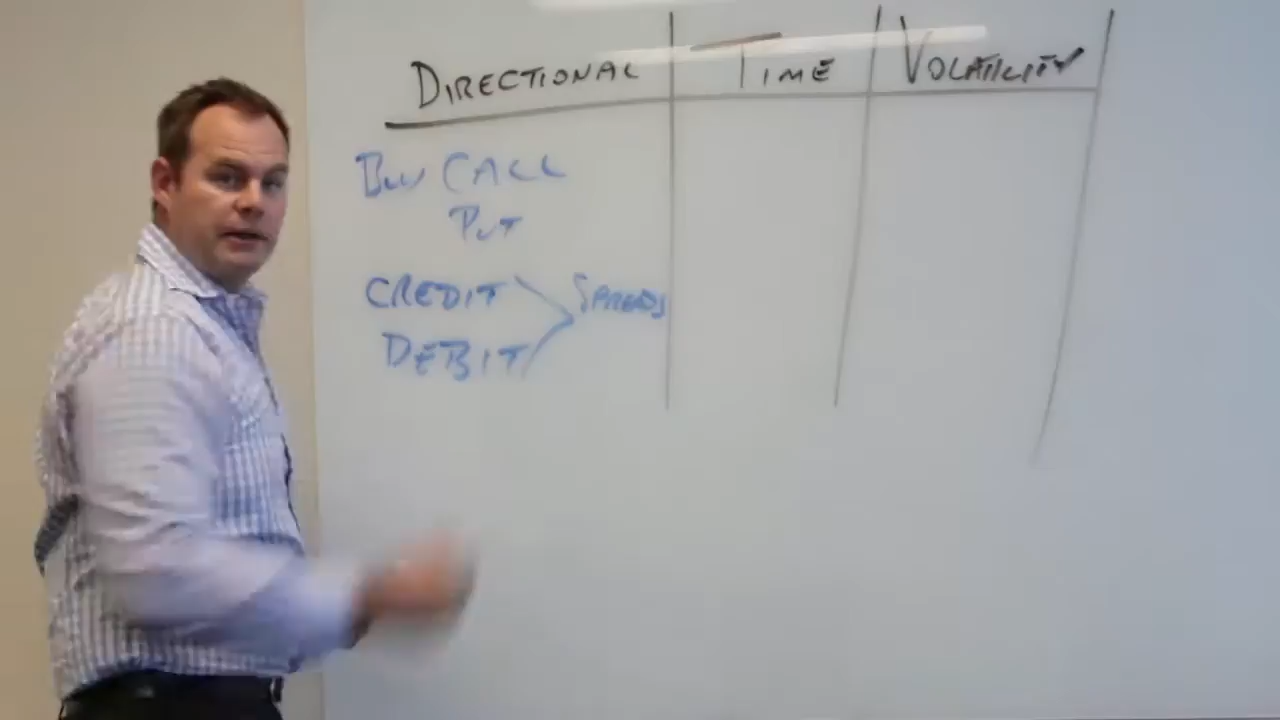 DIRECTIONAL TIME VOLATILITY
BUY CALL
PUT
CREDIT SPREADS
DEBIT